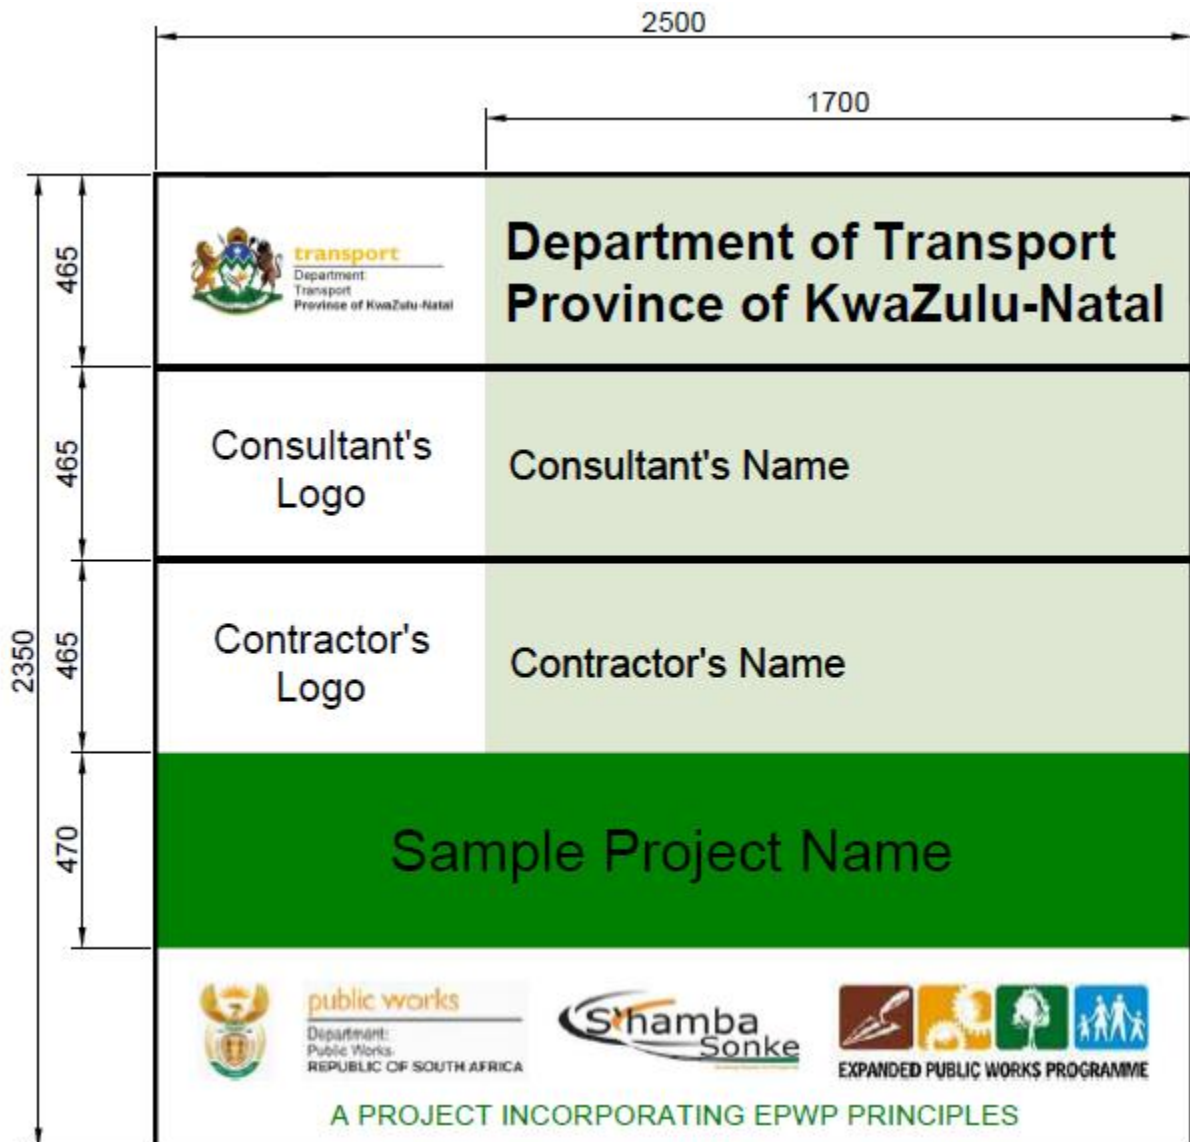 2500
1700
465
transport
Department
Transport
Province of KwaZulu-Natal
Department of Transport
Province of KwaZulu-Natal
465
Consultant's
Logo
Consultant's Name
2350
465
Contractor's
Logo
Contractor's Name
470
Sample Project Name
public works
Department:
Public Works
REPUBLIC OF SOUTH AFRICA
S'hamba
Sonke
EXPANDED PUBLIC WORKS PROGRAMME
A PROJECT INCORPORATING EPWP PRINCIPLES